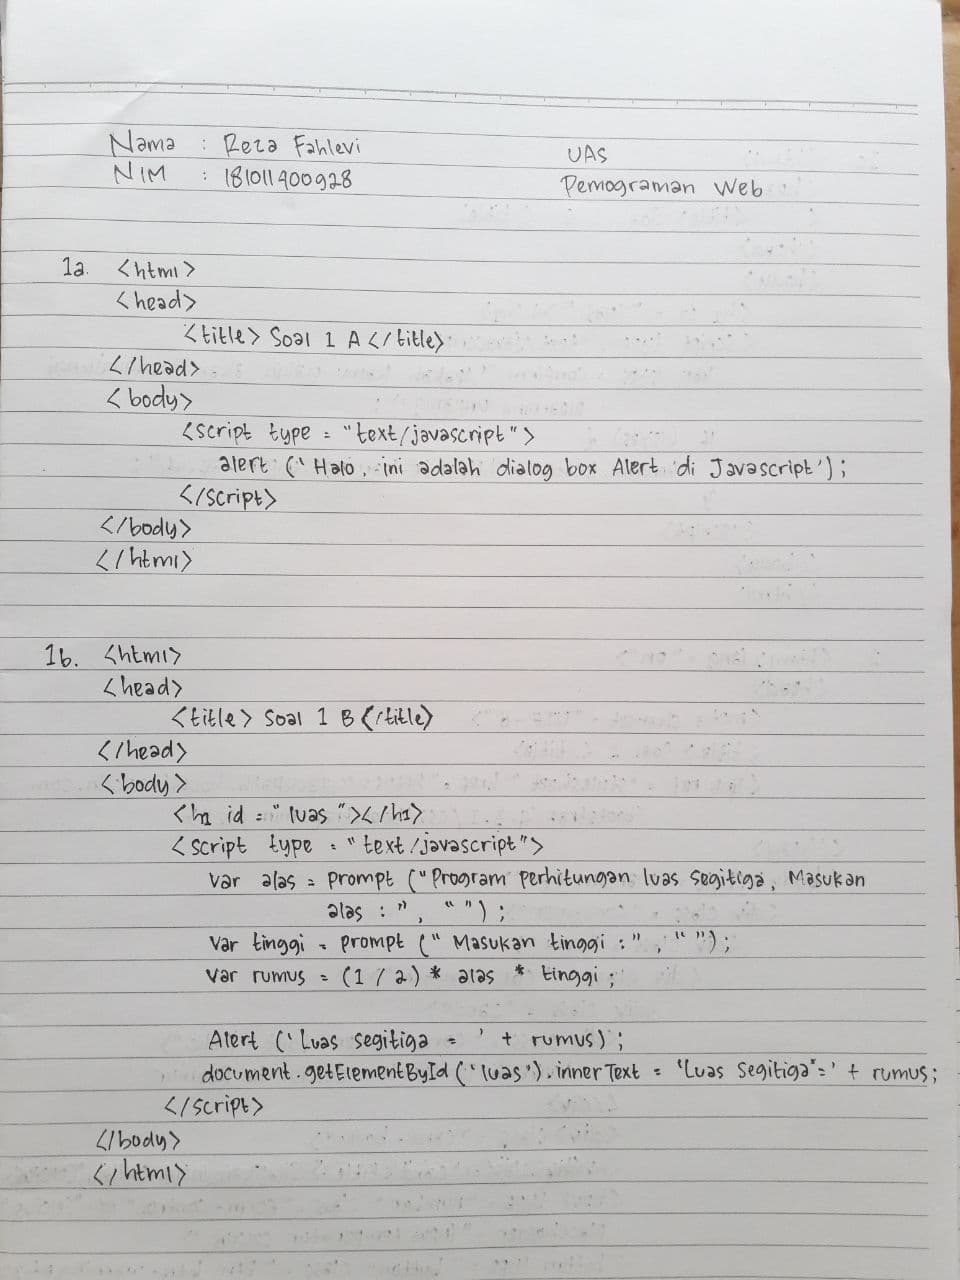 Nama : Reza Fahlevi
NIM : 181011400928
UAS
Pemograman Web
1a. <html>
<head>
<title> Soal 1 A </title>
</head>
<body>
<script type = "text/javascript">
alert ('Halo, ini adalah dialog box Alert di Javascript');
</script>
</body>
</html>
1b. <html>
<head>
<title> Soal 1 B </title>
</head>
<body>
<h1 id = "luas"></h1>
<script type = "text/javascript">
Var alas = prompt ("Program perhitungan luas segitiga, Masukan
alas : ", " ");
Var tinggi = prompt (" Masukan tinggi : ", " ");
Var rumus = (1 / 2) * alas * tinggi ;
Alert ('Luas segitiga = ' + rumus) ;
document.getElementById ('luas').innerText = 'Luas Segitiga"=' + rumus;
</script>
</body>
</html>